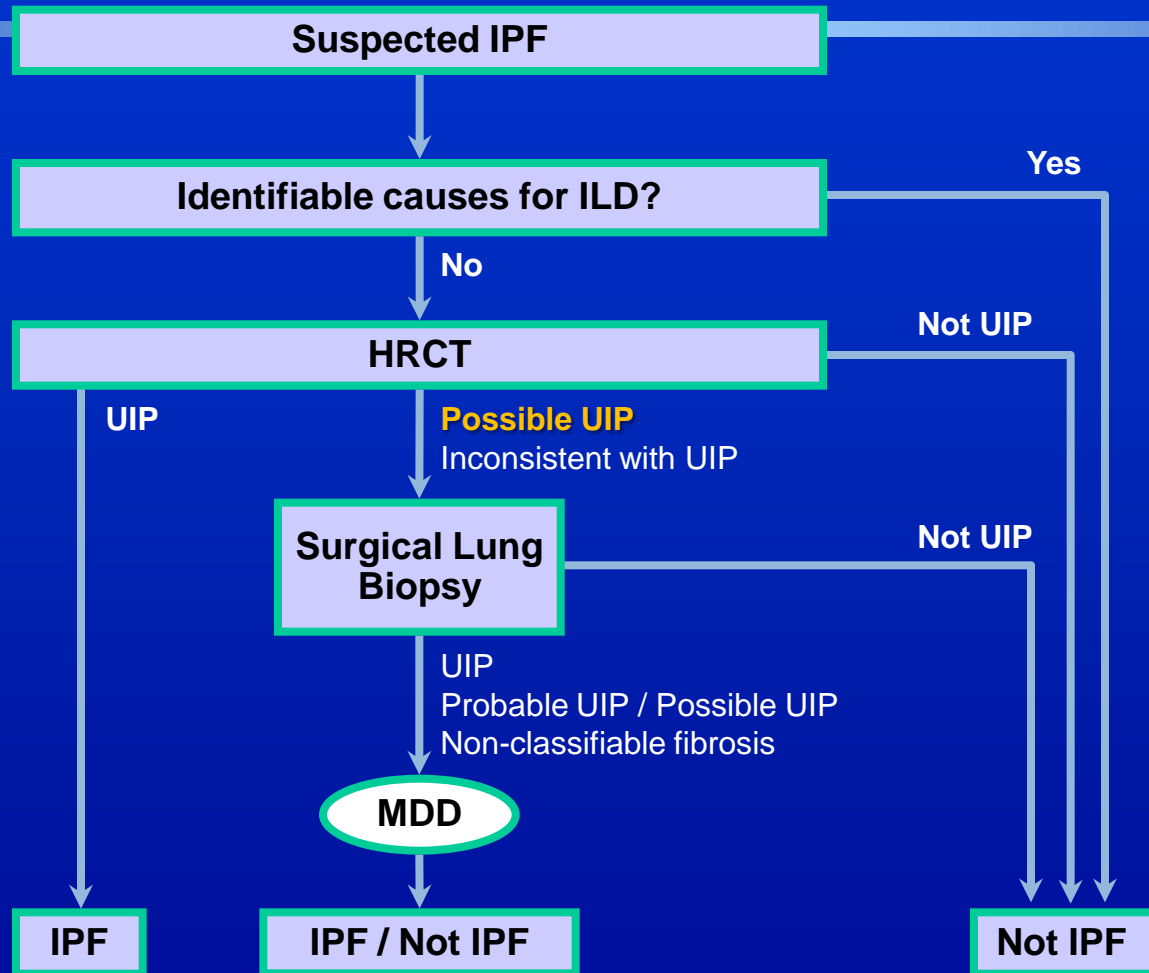 Suspected IPF
Identifiable causes for ILD?
Yes
No
HRCT
Not UIP
UIP
Possible UIP
Inconsistent with UIP
Surgical Lung
Biopsy
Not UIP
UIP
Probable UIP / Possible UIP
Non-classifiable fibrosis
MDD
IPF
IPF / Not IPF
Not IPF